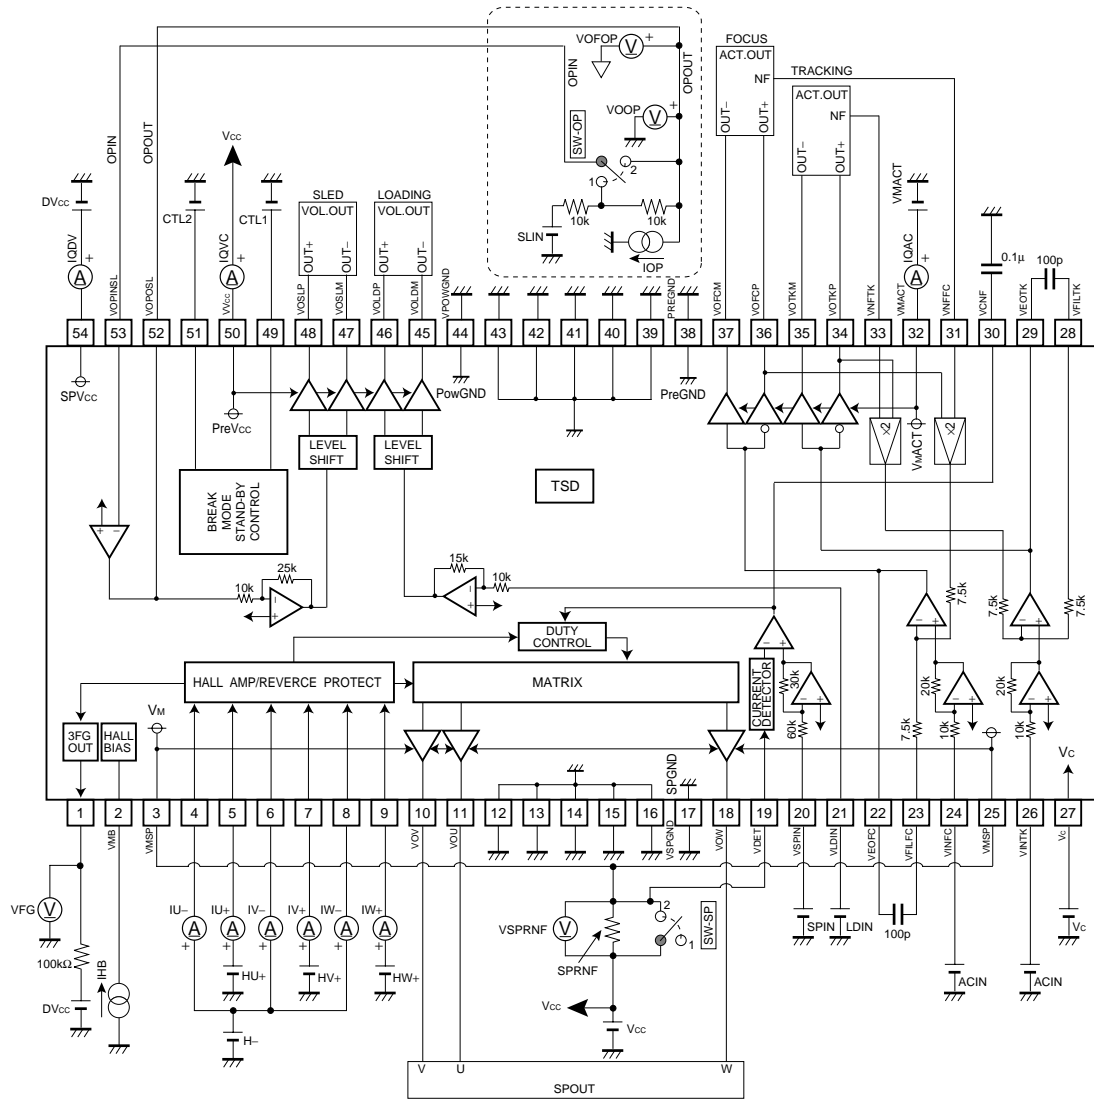 FOCUS
ACT.OUT
NF
OUT−
OUT+
TRACKING
ACT.OUT
NF
OUT−
OUT+
VOFOP
V
+
OPIN
OPOUT
VOOP
V
+
SW-OP
2
1
10k
10k
SLIN
IOP
DVCC
IQDV
A
+
OPIN
OPOUT
CTL2
VCC
IQVC
A
+
CTL1
SLED
VOL.OUT
OUT+
OUT−
LOADING
VOL.OUT
OUT+
OUT−
VMACT
IQAC
A
+
0.1μ
100p
VOPINSL
VOPOSL
VVCC
VOSLP
VOSLM
VOLDP
VOLDM
VPOWGND
PREGND
VOFCM
VOFCP
VOTKM
VOTKP
VNFTK
VMACT
VNFFC
VCNF
VEOTK
VFILTK
54 53 52 51 50 49 48 47 46 45 44 43 42 41 40 39 38 37 36 35 34 33 32 31 30 29 28
SPVCC
PreVCC
PowGND
PreGND
VMACT
×2
×2
LEVEL
SHIFT
LEVEL
SHIFT
BREAK
MODE
STAND-BY
CONTROL
TSD
+ −
10k
25k
−
+
15k
10k
−
+
7.5k
7.5k
7.5k
− +
− +
DUTY
CONTROL
HALL AMP/REVERCE PROTECT
MATRIX
CURRENT
DETECTOR
− +
30k
60k
− +
7.5k
20k
10k
− +
20k
10k
− +
3FG
OUT
HALL
BIAS
VM
SPGND
VC
1 2 3 4 5 6 7 8 9 10 11 12 13 14 15 16 17 18 19 20 21 22 23 24 25 26 27
VMB
VMSP
VOV
VOU
VSPGND
VOW
VDET
VSPIN
VLDIN
VEOFC
VFILFC
VINFC
VMSP
VINTK
VC
VFG
V
+
100kΩ
DVCC
IHB
IU−
IU+
IV−
IV+
IW−
IW+
A A A A A A
+ + + + + +
HU+
HV+
HW+
H−
VSPRNF
V
SPRNF
2
1
SW-SP
SPIN
LDIN
100p
ACIN
ACIN
VC
VCC
VCC
V
U
W
SPOUT